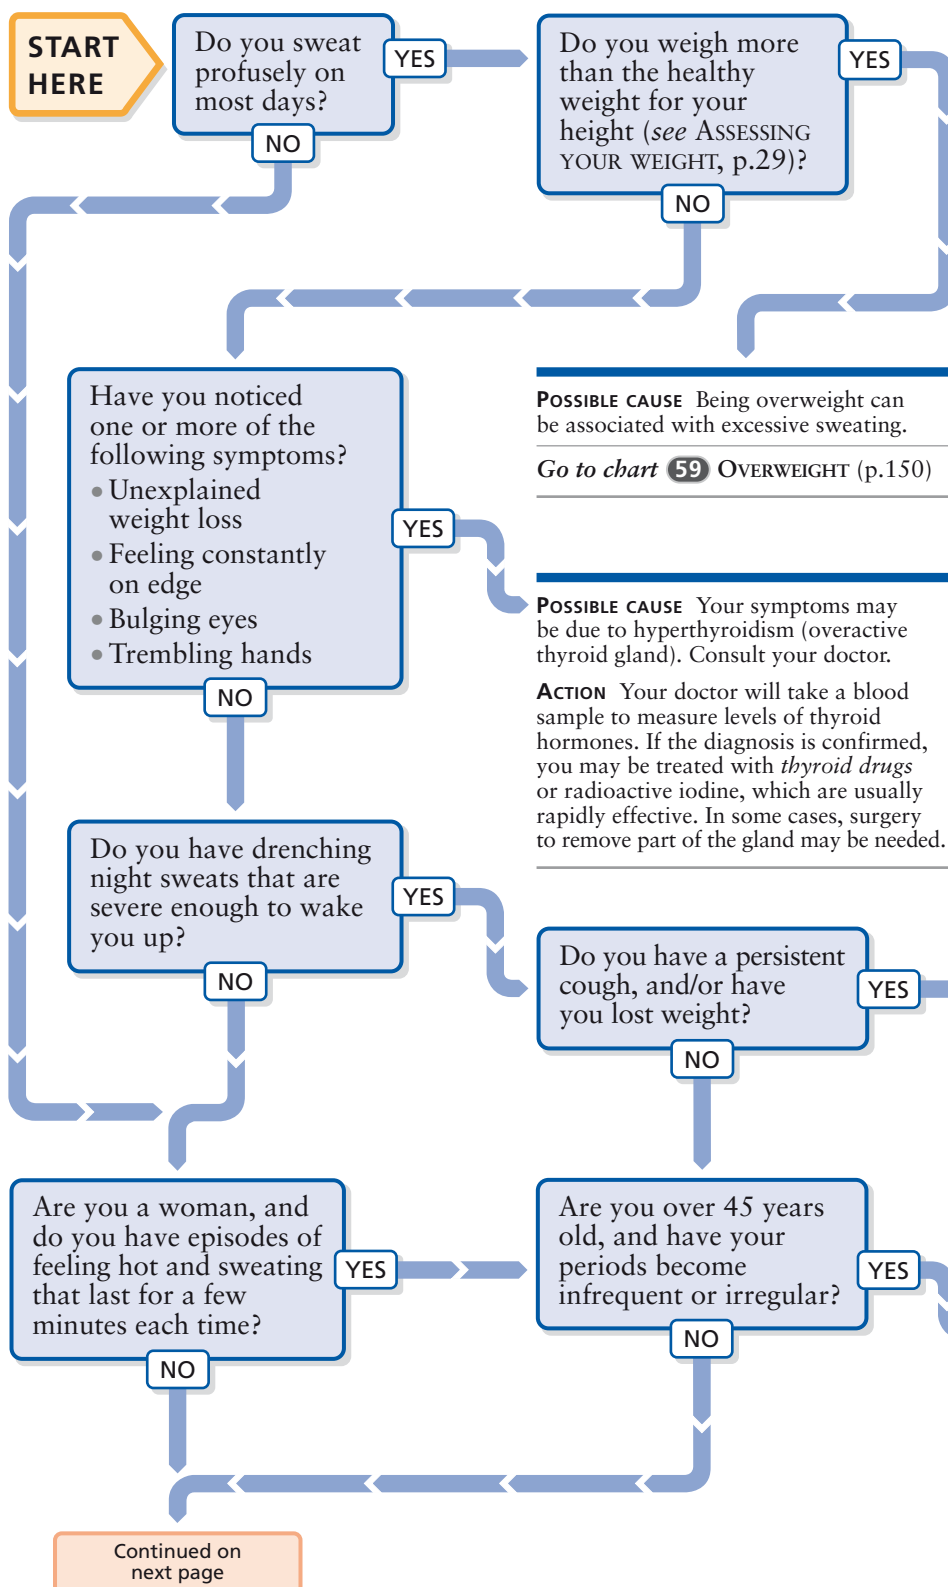 START
HERE
Do you sweat
profusely on
most days?
YES
NO
Do you weigh more
than the healthy
weight for your
height (see ASSESSING
YOUR WEIGHT, p.29)?
YES
NO
Have you noticed
one or more of the
following symptoms?
• Unexplained
weight loss
• Feeling constantly
on edge
• Bulging eyes
• Trembling hands
YES
NO
POSSIBLE CAUSE Being overweight can
be associated with excessive sweating.
Go to chart 59 OVERWEIGHT (p.150)
POSSIBLE CAUSE Your symptoms may
be due to hyperthyroidism (overactive
thyroid gland). Consult your doctor.
ACTION Your doctor will take a blood
sample to measure levels of thyroid
hormones. If the diagnosis is confirmed,
you may be treated with thyroid drugs
or radioactive iodine, which are usually
rapidly effective. In some cases, surgery
to remove part of the gland may be needed.
Do you have drenching
night sweats that are
severe enough to wake
you up?
YES
NO
Do you have a persistent
cough, and/or have
you lost weight?
YES
NO
Are you a woman, and
do you have episodes of
feeling hot and sweating
that last for a few
minutes each time?
YES
NO
Are you over 45 years
old, and have your
periods become
infrequent or irregular?
YES
NO
Continued on
next page